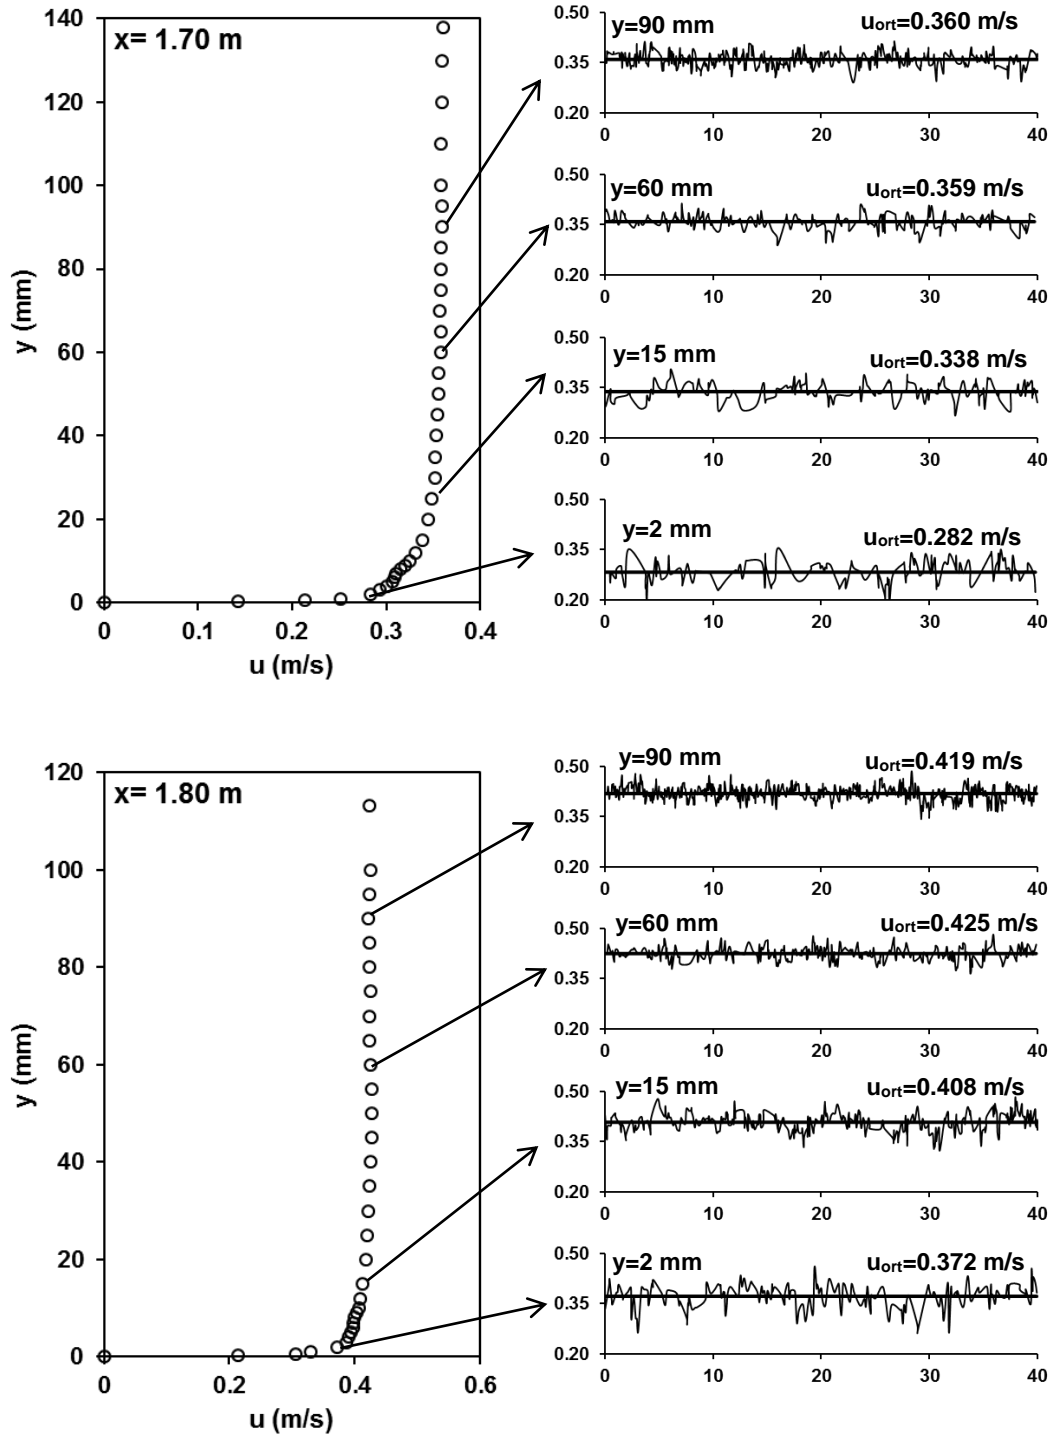 x= 1.70 m
140
120
100
80
60
40
20
0
y (mm)
0 0.1 0.2 0.3 0.4
u (m/s)
y=90 mm uort=0.360 m/s
0.50
0.35
0.20
0 10 20 30 40
y=60 mm uort=0.359 m/s
0.50
0.35
0.20
0 10 20 30 40
y=15 mm uort=0.338 m/s
0.50
0.35
0.20
0 10 20 30 40
y=2 mm uort=0.282 m/s
0.50
0.35
0.20
0 10 20 30 40
x= 1.80 m
120
100
80
60
40
20
0
y (mm)
0 0.2 0.4 0.6
u (m/s)
y=90 mm uort=0.419 m/s
0.50
0.35
0.20
0 10 20 30 40
y=60 mm uort=0.425 m/s
0.50
0.35
0.20
0 10 20 30 40
y=15 mm uort=0.408 m/s
0.50
0.35
0.20
0 10 20 30 40
y=2 mm uort=0.372 m/s
0.50
0.35
0.20
0 10 20 30 40